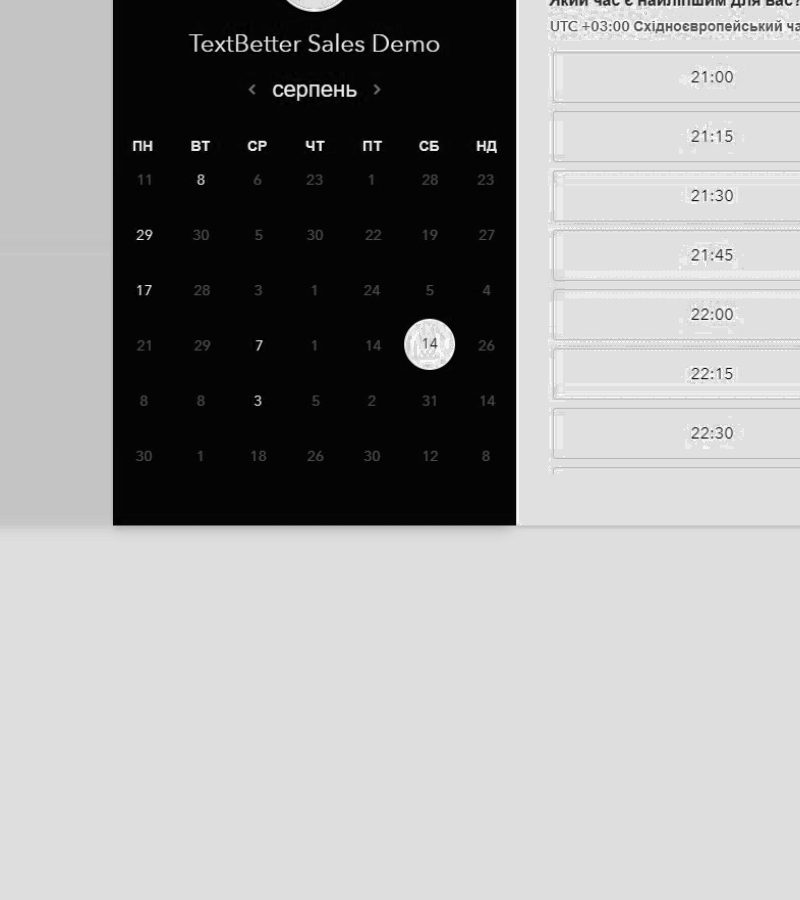 TextBetter Sales Demo
‹ серпень ›
ПН ВТ СР ЧТ ПТ СБ НД
11 8 6 23 1 28 23
29 30 5 30 22 19 27
17 28 3 1 24 5 4
21 29 7 1 14 14 26
8 8 3 5 2 31 14
30 1 18 26 30 12 8
Який час є найліпшим для вас?
UTC +03:00 Східноєвропейський ча
21:00
21:15
21:30
21:45
22:00
22:15
22:30